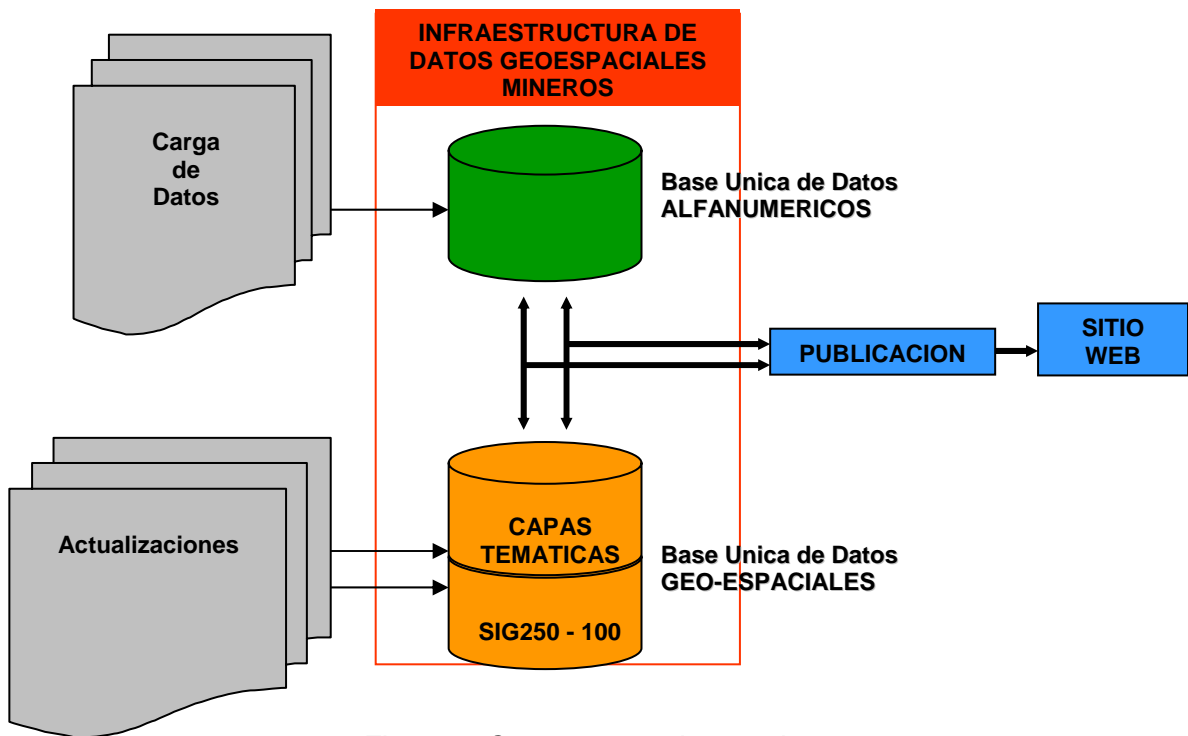 INFRAESTRUCTURA DE
DATOS GEOESPACIALES
MINEROS
Carga
de
Datos
Base Unica de Datos
ALFANUMERICOS
PUBLICACION
SITIO
WEB
Actualizaciones
CAPAS
TEMATICAS
SIG250 - 100
Base Unica de Datos
GEO-ESPACIALES